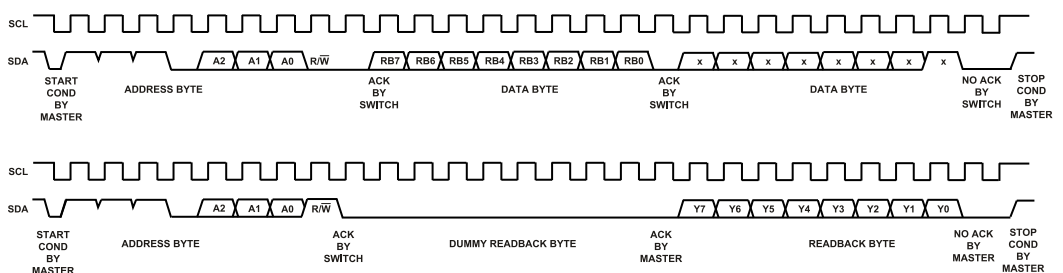 SCL
SDA
A2 A1 A0 R/W̅ RB7 RB6 RB5 RB4 RB3 RB2 RB1 RB0 x x x x x x x x
START
COND
BY
MASTER
ADDRESS BYTE
ACK
BY
SWITCH
DATA BYTE
ACK
BY
SWITCH
DATA BYTE
NO ACK
BY
SWITCH
STOP
COND
BY
MASTER
SCL
SDA
A2 A1 A0 R/W̅ Y7 Y6 Y5 Y4 Y3 Y2 Y1 Y0
START
COND
BY
MASTER
ADDRESS BYTE
ACK
BY
SWITCH
DUMMY READBACK BYTE
ACK
BY
MASTER
READBACK BYTE
NO ACK
BY
MASTER
STOP
COND
BY
MASTER